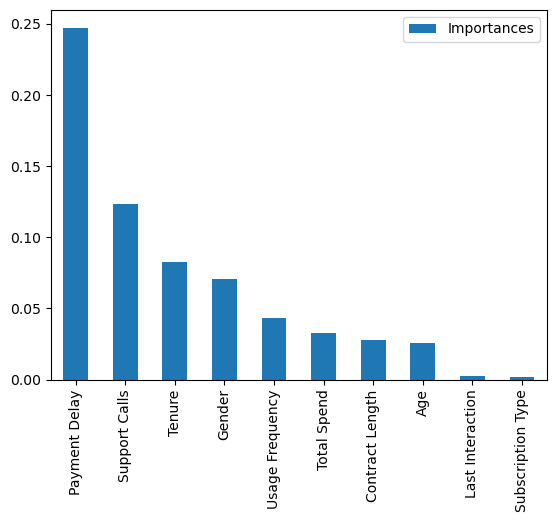 0.25
0.20
0.15
0.10
0.05
0.00
Importances
Payment Delay
Support Calls
Tenure
Gender
Usage Frequency
Total Spend
Contract Length
Age
Last Interaction
Subscription Type